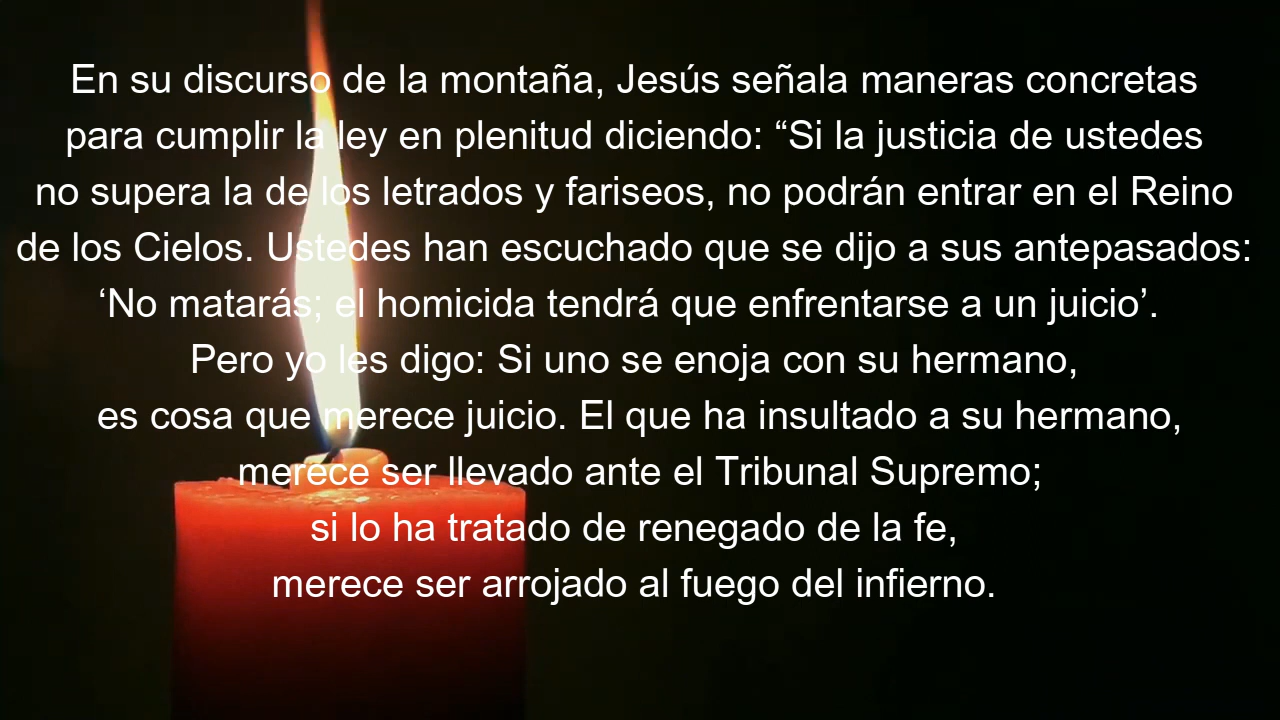 En su discurso de la montaña, Jesús señala maneras concretas
para cumplir la ley en plenitud diciendo: “Si la justicia de ustedes
no supera la de los letrados y fariseos, no podrán entrar en el Reino
de los Cielos. Ustedes han escuchado que se dijo a sus antepasados:
‘No matarás; el homicida tendrá que enfrentarse a un juicio’.
Pero yo les digo: Si uno se enoja con su hermano,
es cosa que merece juicio. El que ha insultado a su hermano,
merece ser llevado ante el Tribunal Supremo;
si lo ha tratado de renegado de la fe,
merece ser arrojado al fuego del infierno.